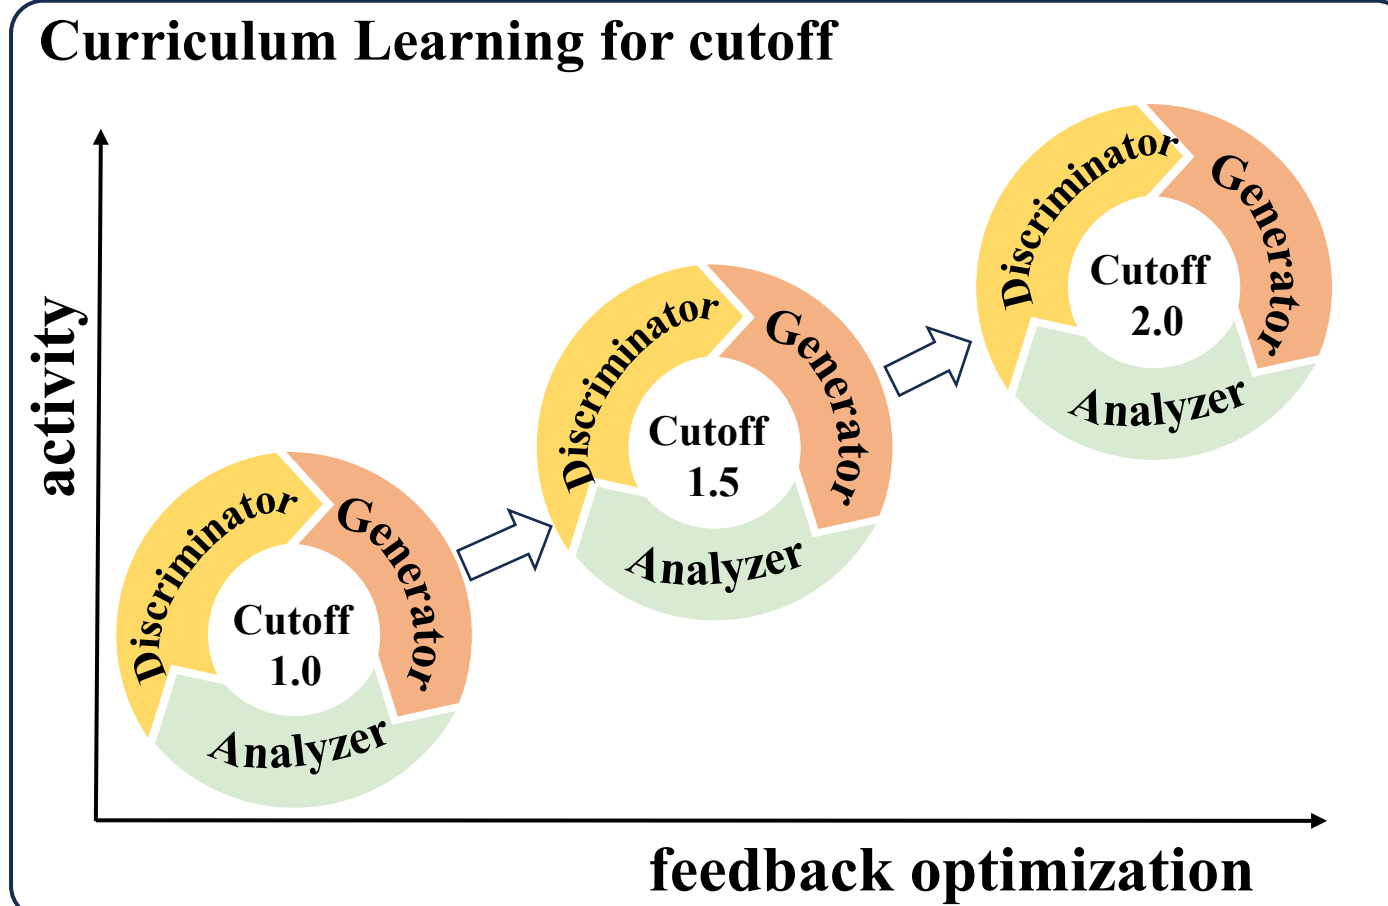 Curriculum Learning for cutoff
activity
Discriminator
Generator
Analyzer
Cutoff
1.0
Discriminator
Generator
Analyzer
Cutoff
1.5
Discriminator
Generator
Analyzer
Cutoff
2.0
feedback optimization